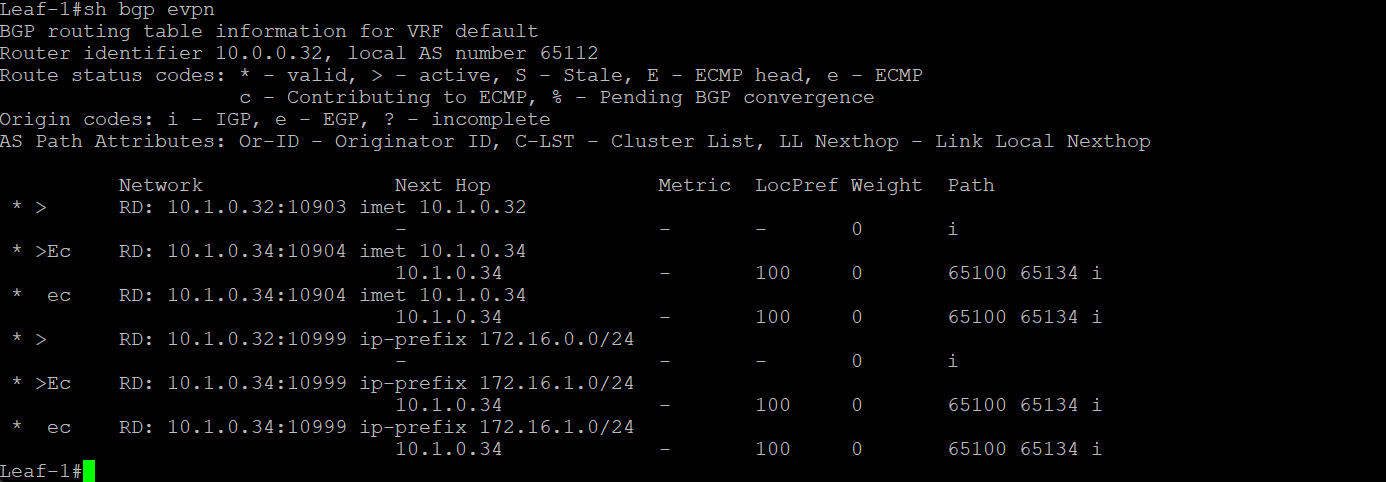 Leaf-1#sh bgp evpn
BGP routing table information for VRF default
Router identifier 10.0.0.32, local AS number 65112
Route status codes: * - valid, > - active, S - Stale, E - ECMP head, e - ECMP
                    c - Contributing to ECMP, % - Pending BGP convergence
Origin codes: i - IGP, e - EGP, ? - incomplete
AS Path Attributes: Or-ID - Originator ID, C-LST - Cluster List, LL Nexthop - Link Local Nexthop

          Network                Next Hop              Metric  LocPref Weight  Path
 * >      RD: 10.1.0.32:10903 imet 10.1.0.32
                                 -                     -       -       0       i
 * >Ec    RD: 10.1.0.34:10904 imet 10.1.0.34
                                 10.1.0.34             -       100     0       65100 65134 i
 *  ec    RD: 10.1.0.34:10904 imet 10.1.0.34
                                 10.1.0.34             -       100     0       65100 65134 i
 * >      RD: 10.1.0.32:10999 ip-prefix 172.16.0.0/24
                                 -                     -       -       0       i
 * >Ec    RD: 10.1.0.34:10999 ip-prefix 172.16.1.0/24
                                 10.1.0.34             -       100     0       65100 65134 i
 *  ec    RD: 10.1.0.34:10999 ip-prefix 172.16.1.0/24
                                 10.1.0.34             -       100     0       65100 65134 i
Leaf-1#